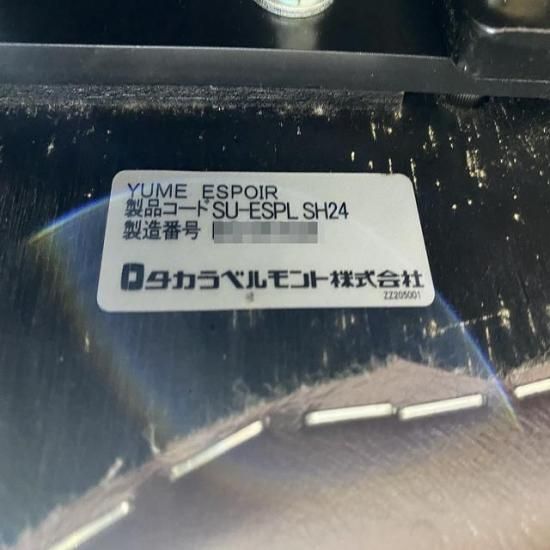 YUME ESPOIR
製品コード SU-ESPL SH24
製造番号
タカラベルモント株式会社
ZZ205001